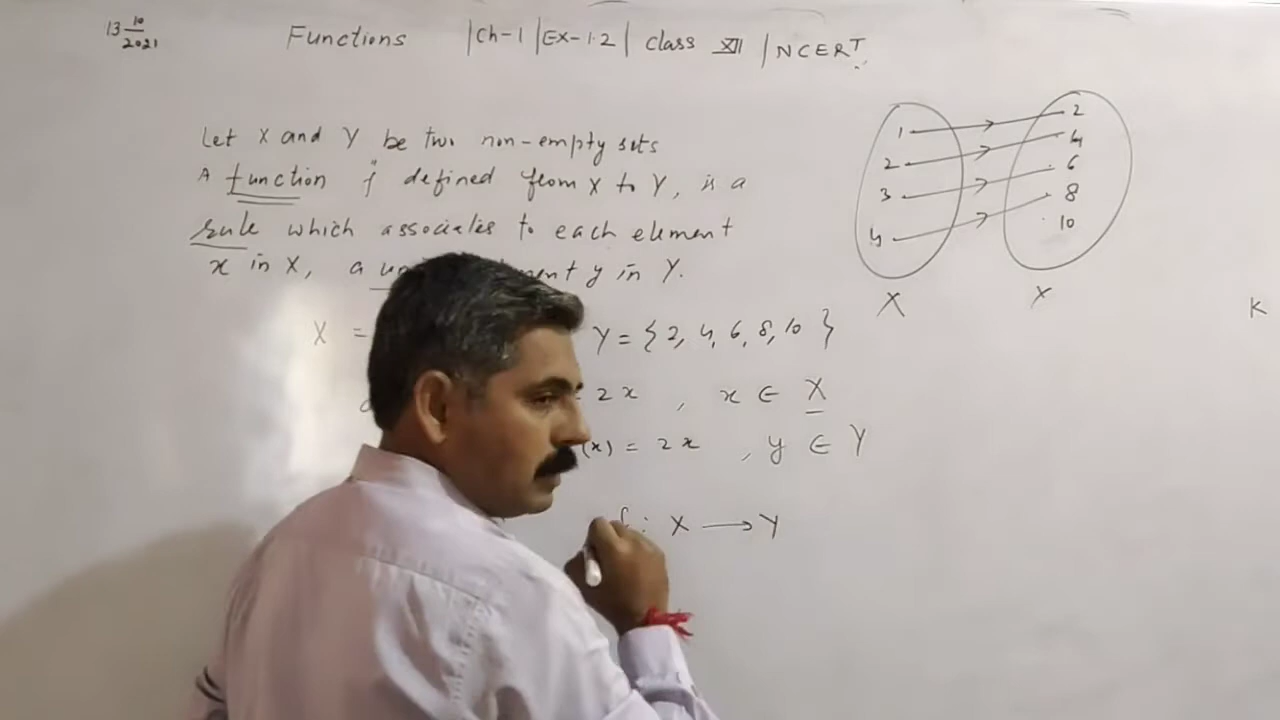 13 10/2021
Functions |Ch-1 |Ex-1.2| class XII |NCERT
Let X and Y be two non-empty sets
A function f defined from X to Y, is a
rule which associates to each element
x in X, a y in Y.
X = Y = {2, 4, 6, 8, 10}
2x , x ∈ X
(x) = 2x , y ∈ Y
f : X → Y
1 2
2 4
3 6
4 8
10
X Y
K